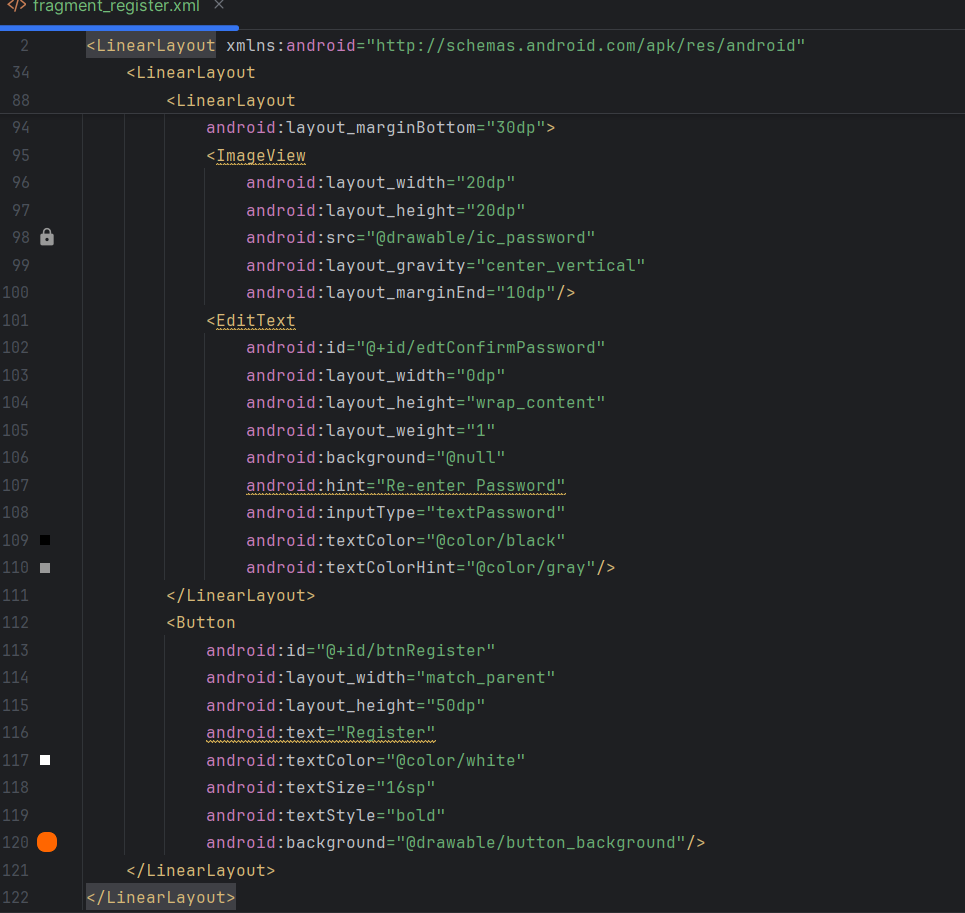 </> fragment_register.xml ×
2 <LinearLayout xmlns:android="http://schemas.android.com/apk/res/android"
34 <LinearLayout
88 <LinearLayout
94 android:layout_marginBottom="30dp">
95 <ImageView
96 android:layout_width="20dp"
97 android:layout_height="20dp"
98 android:src="@drawable/ic_password"
99 android:layout_gravity="center_vertical"
100 android:layout_marginEnd="10dp"/>
101 <EditText
102 android:id="@+id/edtConfirmPassword"
103 android:layout_width="0dp"
104 android:layout_height="wrap_content"
105 android:layout_weight="1"
106 android:background="@null"
107 android:hint="Re-enter Password"
108 android:inputType="textPassword"
109 android:textColor="@color/black"
110 android:textColorHint="@color/gray"/>
111 </LinearLayout>
112 <Button
113 android:id="@+id/btnRegister"
114 android:layout_width="match_parent"
115 android:layout_height="50dp"
116 android:text="Register"
117 android:textColor="@color/white"
118 android:textSize="16sp"
119 android:textStyle="bold"
120 android:background="@drawable/button_background"/>
121 </LinearLayout>
122 </LinearLayout>